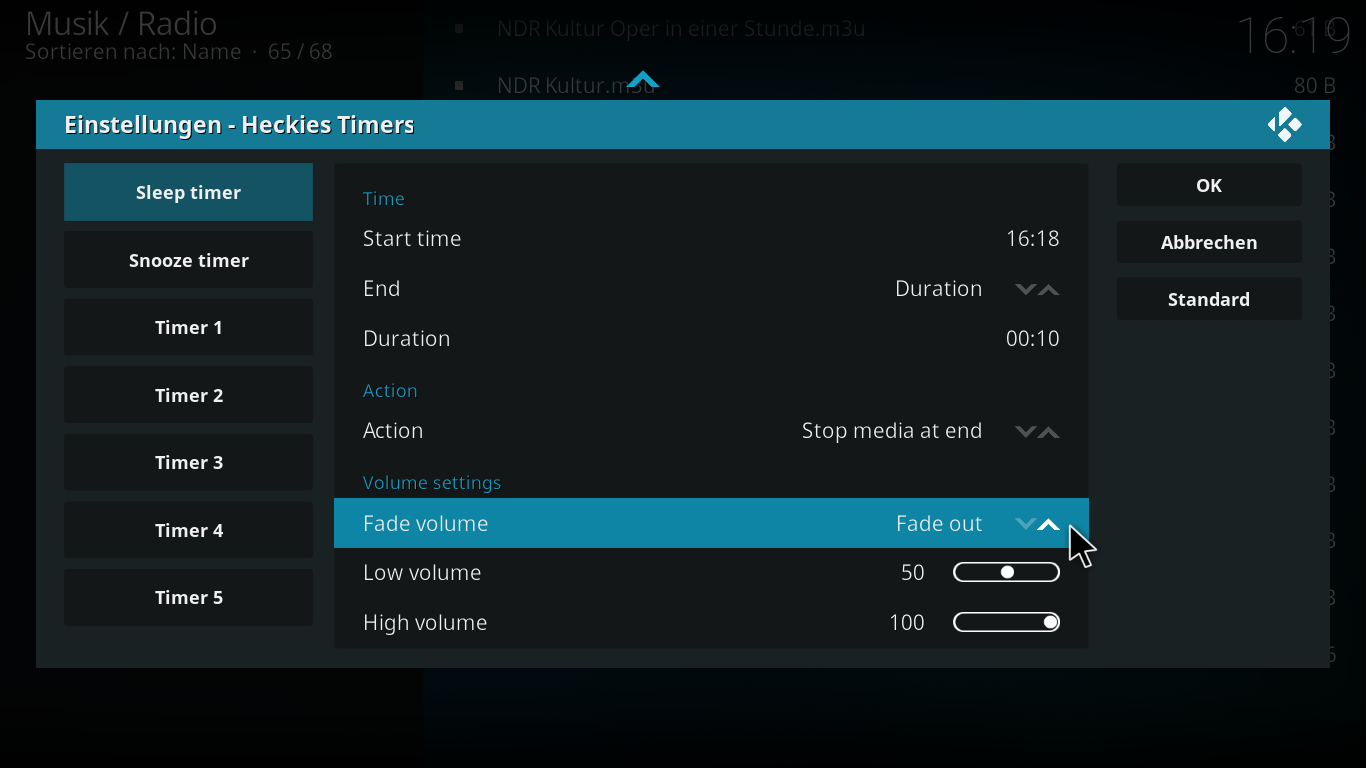 Musik / Radio
Sortieren nach: Name · 65 / 68
NDR Kultur Oper in einer Stunde.m3u
16:19
NDR Kultur.m3u
80 B
Einstellungen - Heckies Timers
Sleep timer
Snooze timer
Timer 1
Timer 2
Timer 3
Timer 4
Timer 5
Time
Start time 16:18
End Duration
Duration 00:10
Action
Action Stop media at end
Volume settings
Fade volume Fade out
Low volume 50
High volume 100
OK
Abbrechen
Standard